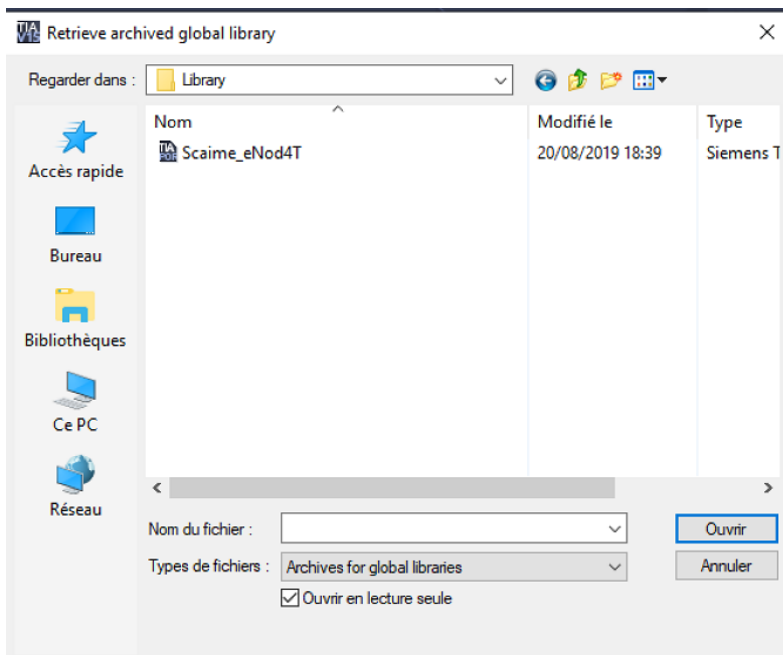 TIA V15 Retrieve archived global library
Regarder dans : Library
Nom Modifié le Type
Scaime_eNod4T 20/08/2019 18:39 Siemens T
Accès rapide
Bureau
Bibliothèques
Ce PC
Réseau
Nom du fichier : Ouvrir
Types de fichiers : Archives for global libraries Annuler
Ouvrir en lecture seule